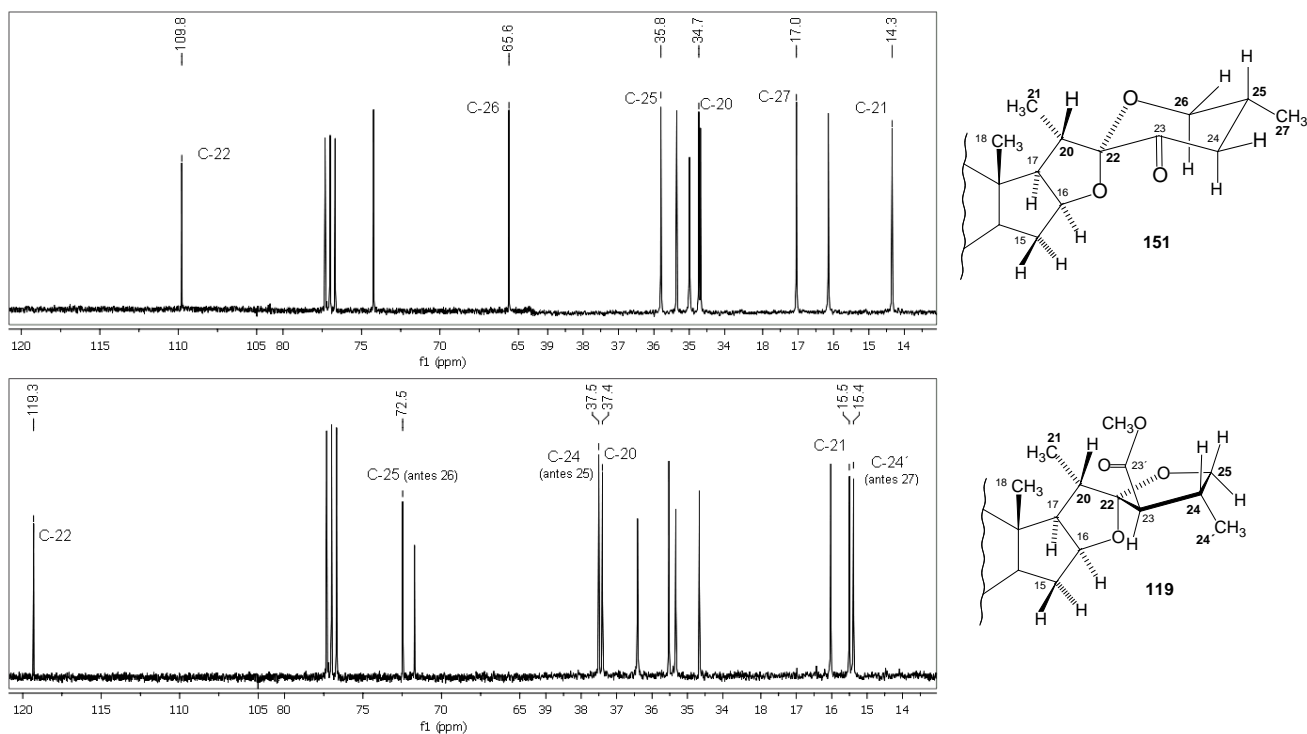 109.8
65.6
35.8
34.7
17.0
14.3
C-22
C-26
C-25
C-20
C-27
C-21
120 115 110 105 80 75 70 65 39 38 37 36 35 34 18 17 16 15 14
f1 (ppm)
21
H3C
H
O
26
H
H
25
CH3
27
18
CH3
20
22
23
24
H
17
H
16
O
O
H
H
15
H
H
H
151
119.3
72.5
37.5
37.4
15.5
15.4
C-22
C-25 (antes 26)
C-24
(antes 25)
C-20
C-21
C-24´
(antes 27)
120 115 110 105 80 75 70 65 39 38 37 36 35 34 18 17 16 15 14
f1 (ppm)
CH3O
21
H3C
H
O
23´
H
O
H
25
H
18
CH3
20
22
23
24
17
H
16
O
H
CH3
24´
H
15
H
H
119